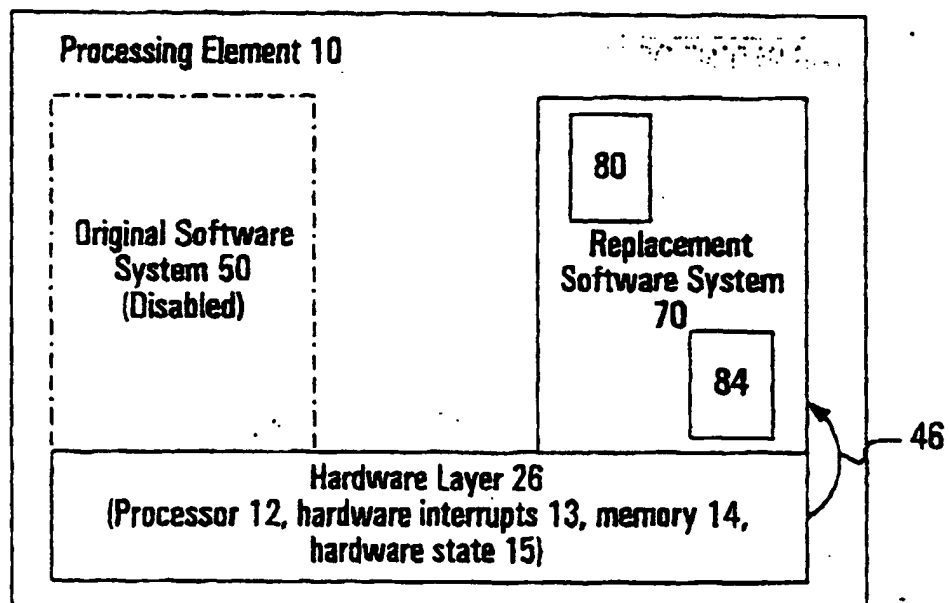 Processing Element 10
Original Software
System 50
(Disabled)
80
Replacement
Software System
70
84
46
Hardware Layer 26
(Processor 12, hardware interrupts 13, memory 14,
hardware state 15)